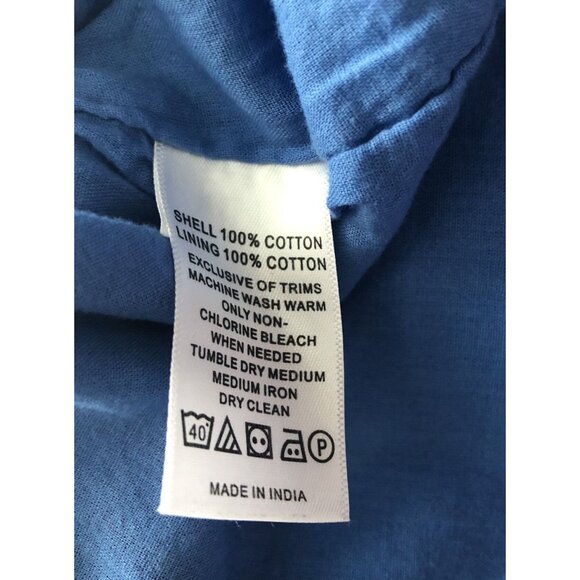 SHELL 100% COTTON
LINING 100% COTTON
EXCLUSIVE OF TRIMS
MACHINE WASH WARM
ONLY NON-
CHLORINE BLEACH
WHEN NEEDED
TUMBLE DRY MEDIUM
MEDIUM IRON
DRY CLEAN
40° P
MADE IN INDIA